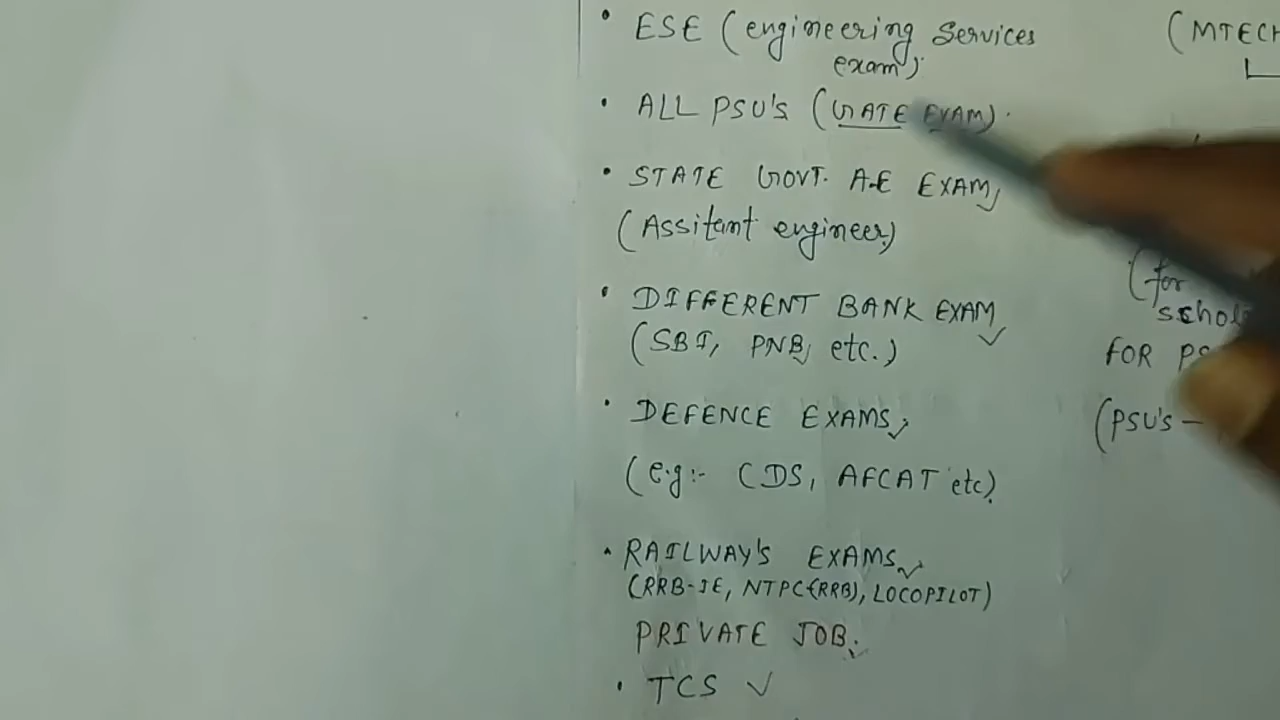 • ESE (engineering Services
exam)
• ALL PSU's (GATE EXAM).
• STATE GOVT. A.E EXAM
(Assitant engineer)
• DIFFERENT BANK EXAM
(SBI, PNB, etc.)
• DEFENCE EXAMS
(e.g:- CDS, AFCAT etc)
• RAILWAY'S EXAMS
(RRB-JE, NTPC(RRB), LOCOPILOT)
PRIVATE JOB.
• TCS ✓
(MTECH
(for
FOR
(PSU's –